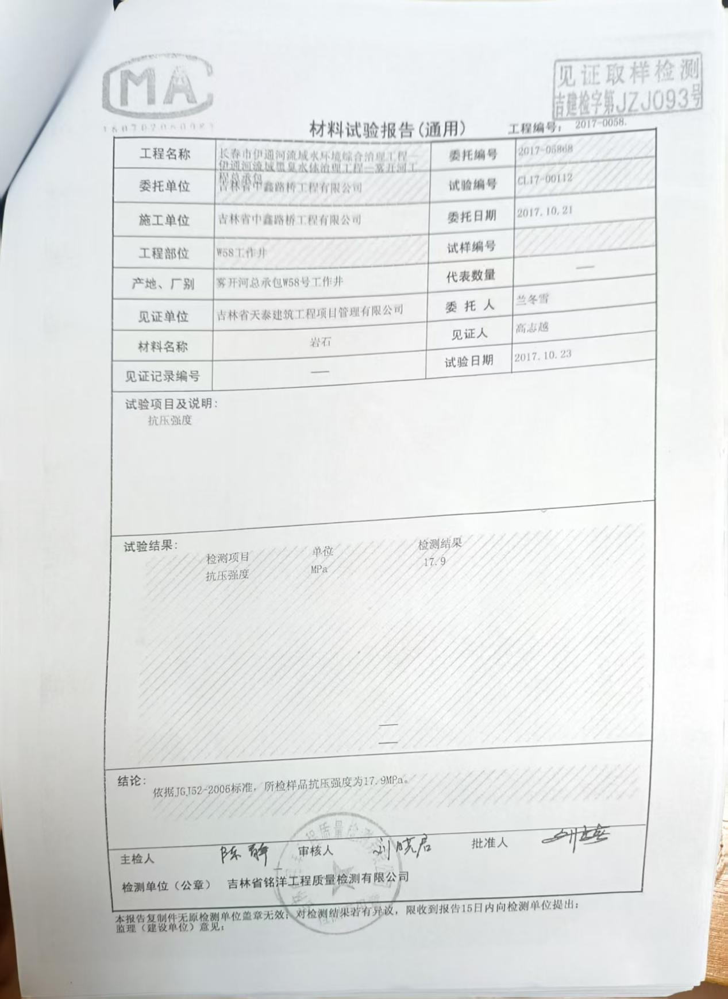 MA
见证取样检测
吉建检字第JZJ093号
材料试验报告(通用)
工程编号: 2017-0058.
工程名称 长春市伊通河流域水环境综合治理工程—
伊通河流域黑臭水体治理工程—雾开河工
程总承包
委托编号 2017-05868
委托单位 吉林省中鑫路桥工程有限公司 试验编号 CL17-00112
施工单位 吉林省中鑫路桥工程有限公司 委托日期 2017.10.21
工程部位 W58工作井 试样编号
产地、厂别 雾开河总承包W58号工作井 代表数量 —
见证单位 吉林省天泰建筑工程项目管理有限公司 委托人 兰冬雪
材料名称 岩石 见证人 高志越
见证记录编号 — 试验日期 2017.10.23
试验项目及说明:
抗压强度
试验结果:
检测项目 单位 检测结果
抗压强度 MPa 17.9
—
—
结论:
依据JGJ52-2006标准，所检样品抗压强度为17.9MPa。
主检人 陈静 审核人 刘晓君 批准人
检测单位（公章） 吉林省铭洋工程质量检测有限公司
本报告复制件无原检测单位盖章无效；对检测结果若有异议，限收到报告15日内向检测单位提出；
监理（建设单位）意见；